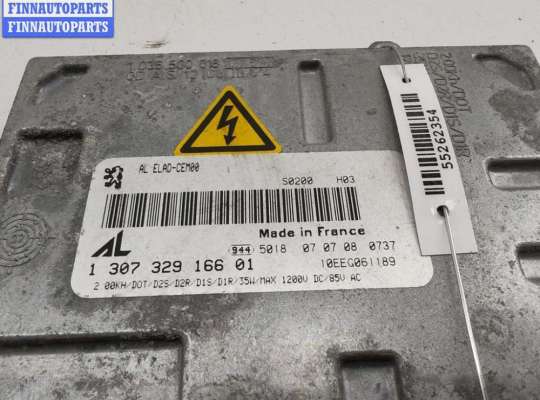 FINNAUTOPARTS
FINNAUTOPARTS
55262354
AL ELAD-CEM00
S0200 H03
Made in France
AL
944 5018 07 07 08 0737
1 307 329 166 01
10EEG061189
2 00KH/DOT/D2S/D2R/D1S/D1R/35W/MAX 1200V DC/85V AC